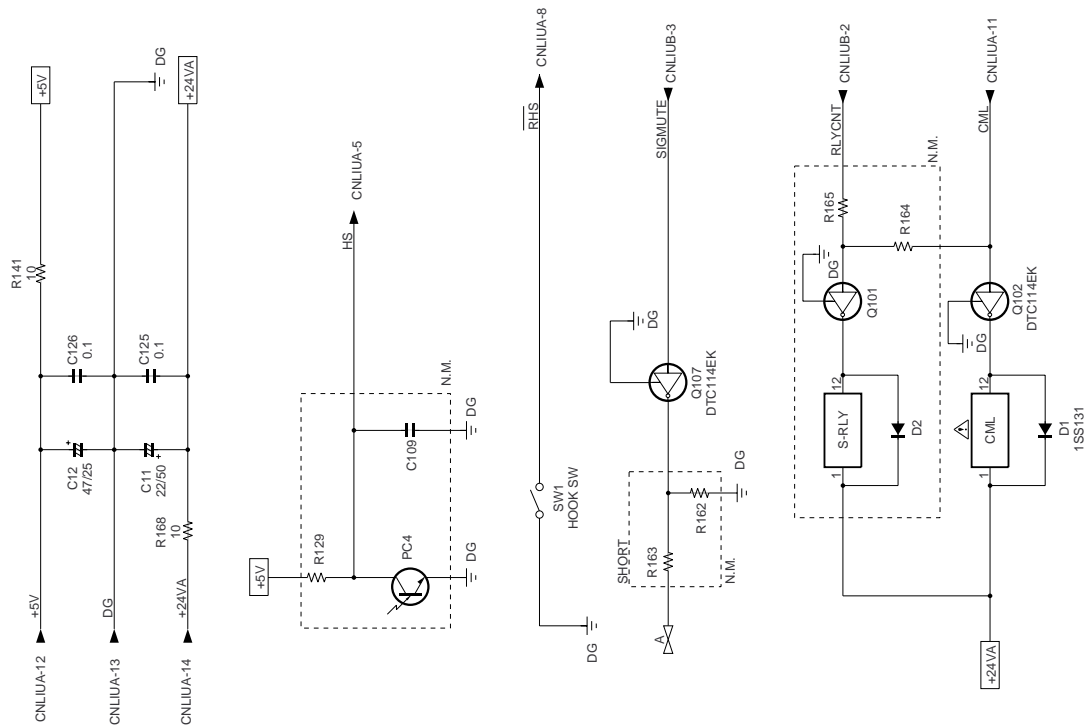 CNLIUA-12
+5V
R141
10
+5V
C12
47/25
+
C126
0.1
CNLIUA-13
DG
DG
C11
22/50
+
C125
0.1
CNLIUA-14
+24VA
R168
10
+24VA
+5V
R129
PC4
DG
HS
CNLIUA-5
C109
N.M.
DG
DG
SW1
HOOK SW
RHS
CNLIUA-8
A
SHORT
R163
R162
N.M.
DG
Q107
DTC114EK
DG
SIGMUTE
CNLIUB-3
+24VA
1
S-RLY
12
D2
DG
Q101
R165
RLYCNT
CNLIUB-2
R164
N.M.
1
CML
12
D1
1SS131
DG
Q102
DTC114EK
CML
CNLIUA-11